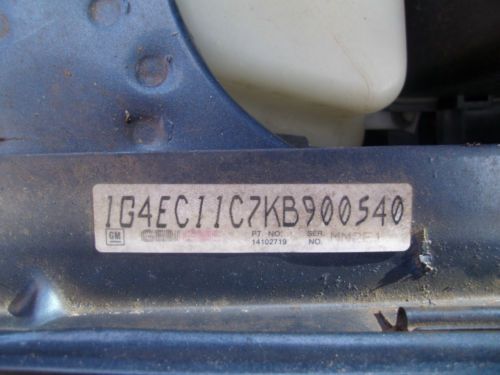 1G4EC11C7KB900540
GM PT. NO. SER.
14102719 NO.